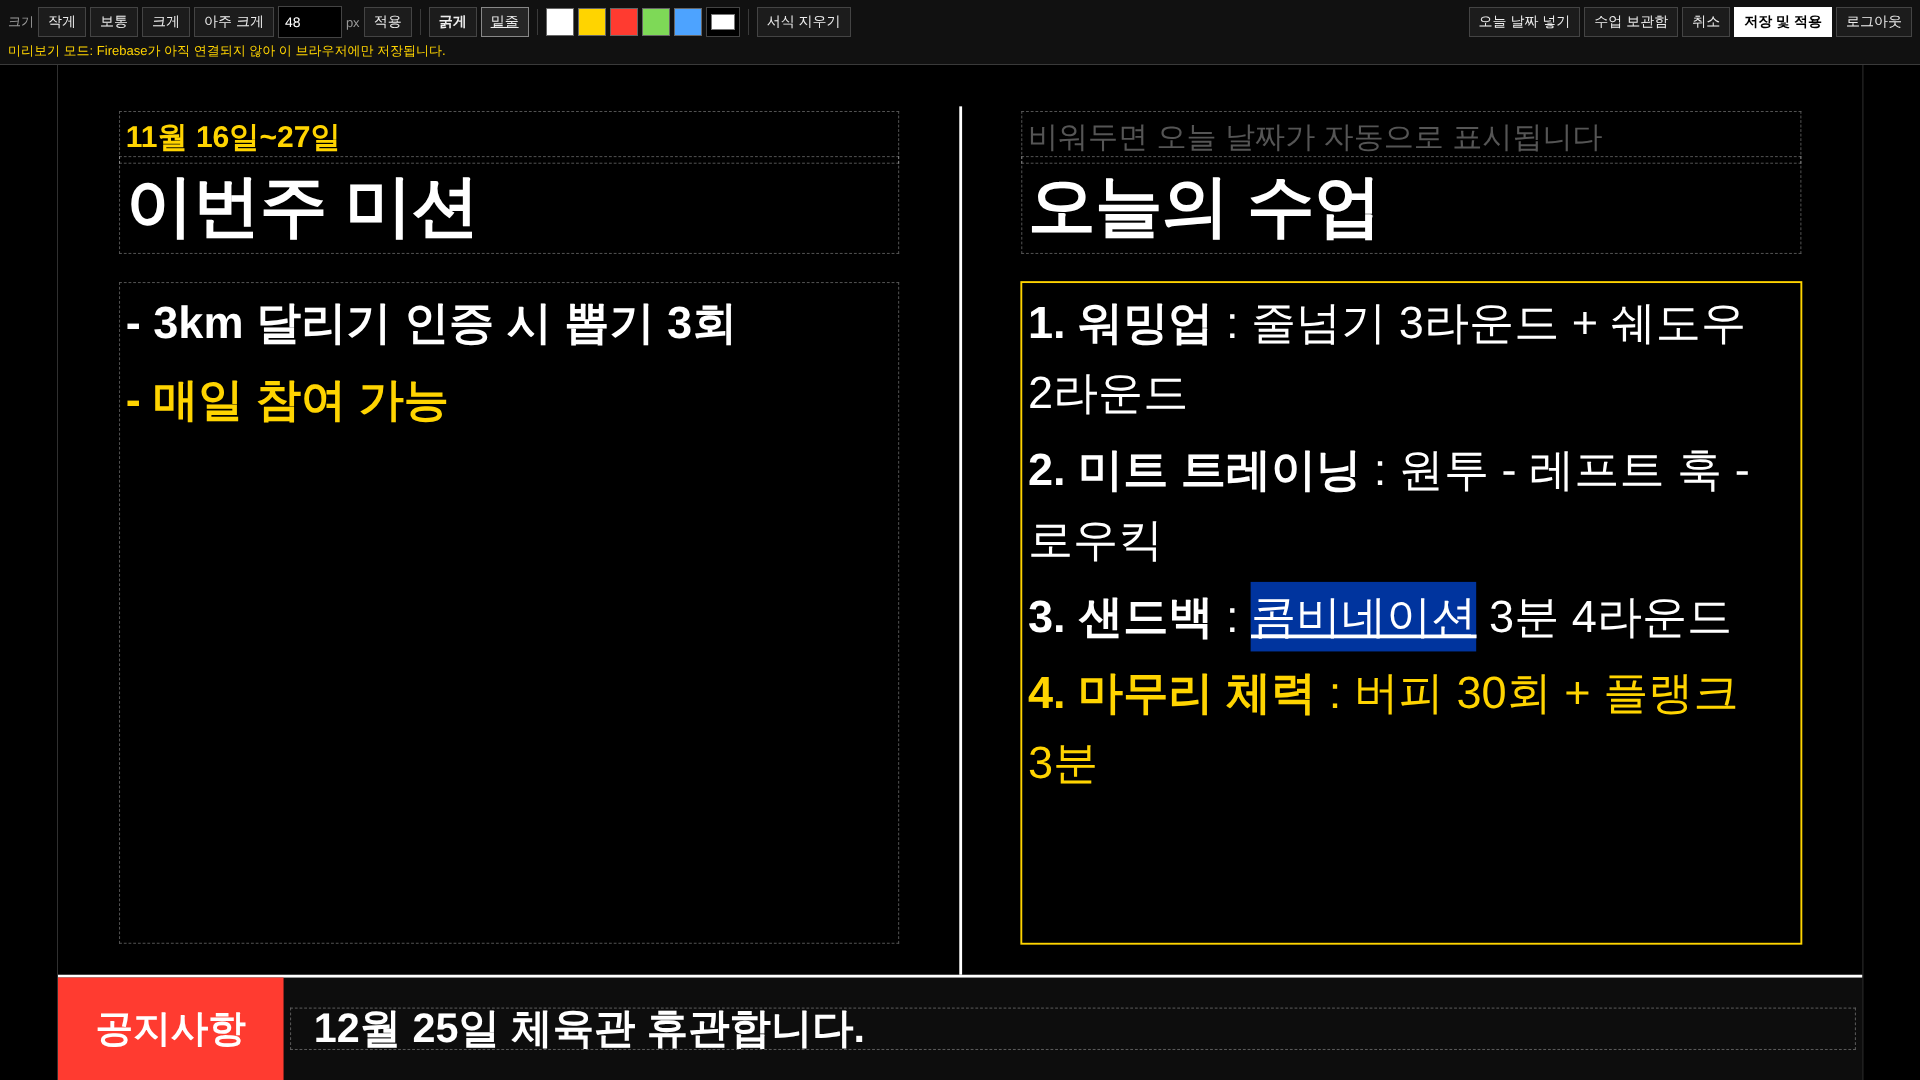 크기 작게 보통 크게 아주 크게 48 px 적용 굵게 밑줄 서식 지우기 오늘 날짜 넣기 수업 보관함 취소 저장 및 적용 로그아웃
미리보기 모드: Firebase가 아직 연결되지 않아 이 브라우저에만 저장됩니다.
11월 16일~27일
이번주 미션
- 3km 달리기 인증 시 뽑기 3회
- 매일 참여 가능
비워두면 오늘 날짜가 자동으로 표시됩니다
오늘의 수업
1. 워밍업 : 줄넘기 3라운드 + 쉐도우
2라운드
2. 미트 트레이닝 : 원투 - 레프트 훅 -
로우킥
3. 샌드백 : 콤비네이션 3분 4라운드
4. 마무리 체력 : 버피 30회 + 플랭크
3분
공지사항
12월 25일 체육관 휴관합니다.